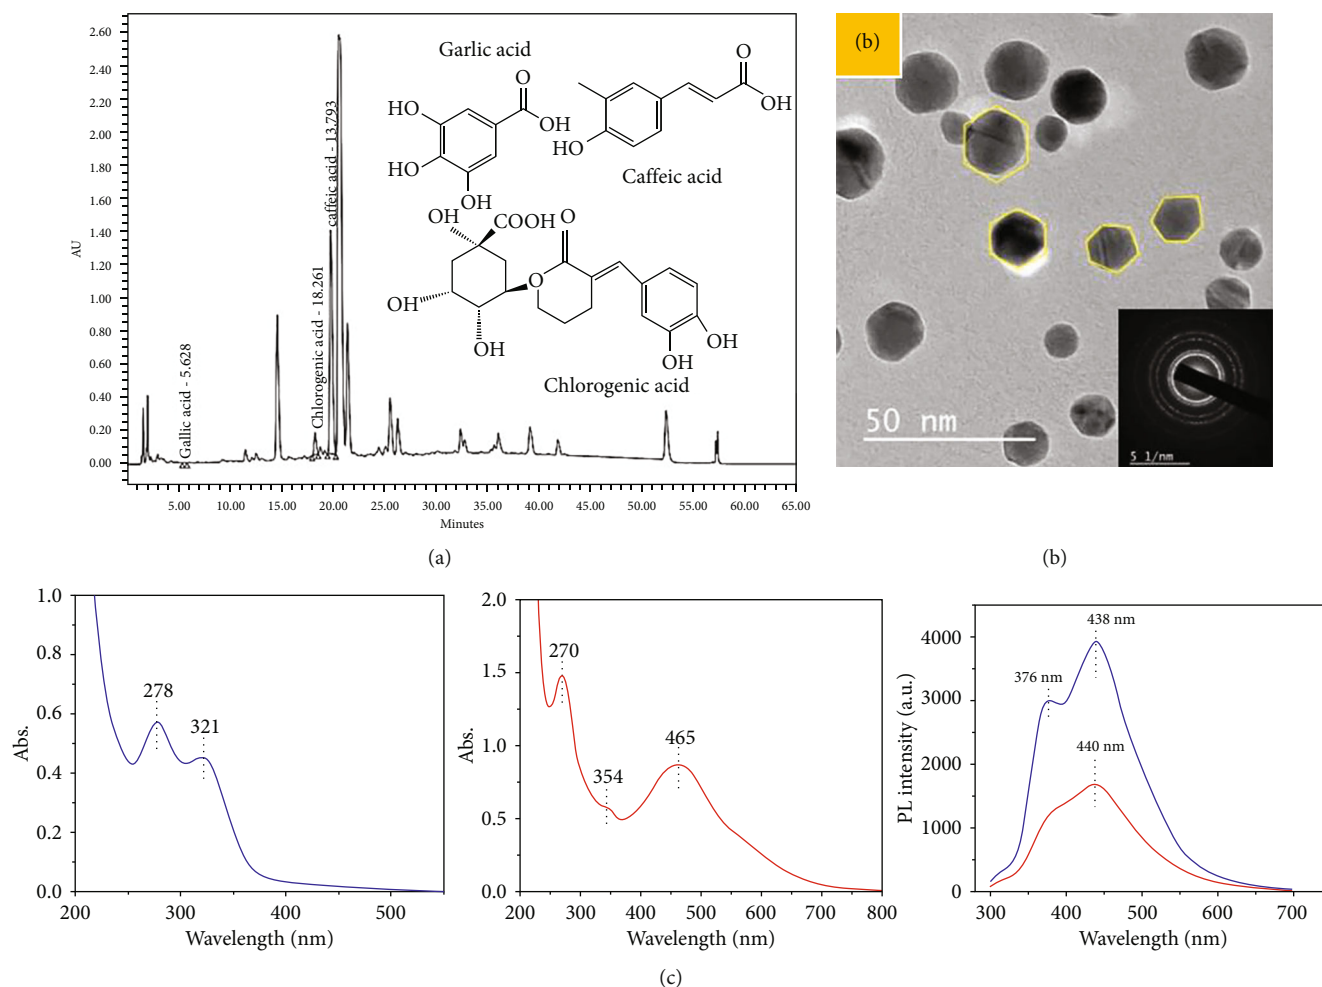 2.60
2.40
2.20
2.00
1.80
1.60
1.40
1.20
1.00
0.80
0.60
0.40
0.20
0.00
AU
5.00 10.00 15.00 20.00 25.00 30.00 35.00 40.00 45.00 50.00 55.00 60.00 65.00
Minutes
Gallic acid - 5.628
Chlorogenic acid - 18.261
caffeic acid - 13.793
Garlic acid
O
OH
HO
HO
OH
O
OH
HO
Caffeic acid
OH
COOH
O
O
OH
OH
OH
OH
Chlorogenic acid
(a)
(b)
50 nm
5 1/nm
(b)
1.0
0.8
0.6
0.4
0.2
0.0
Abs.
278
321
200 300 400 500
Wavelength (nm)
2.0
1.5
1.0
0.5
0.0
Abs.
270
354
465
200 300 400 500 600 700 800
Wavelength (nm)
4000
3000
2000
1000
0
PL intensity (a.u.)
438 nm
376 nm
440 nm
300 400 500 600 700
Wavelength (nm)
(c)